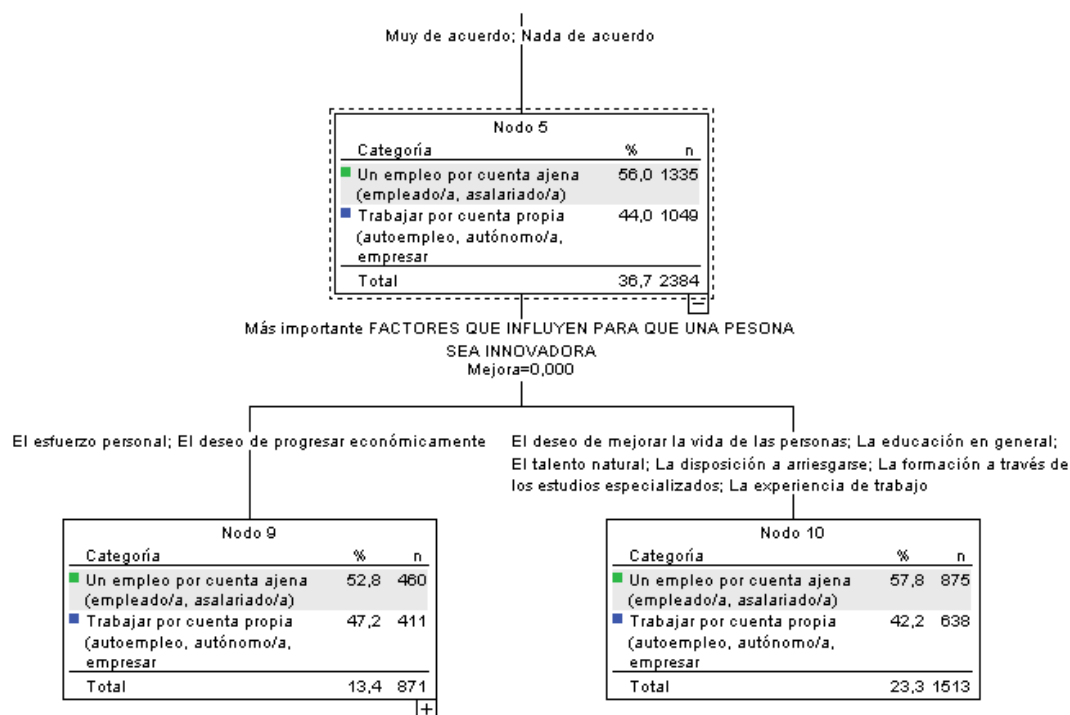 Muy de acuerdo; Nada de acuerdo
Nodo 5
Categoría % n
Un empleo por cuenta ajena 56,0 1335
(empleado/a, asalariado/a)
Trabajar por cuenta propia 44,0 1049
(autoempleo, autónomo/a,
empresar
Total 36,7 2384
Más importante FACTORES QUE INFLUYEN PARA QUE UNA PESONA
SEA INNOVADORA
Mejora=0,000
El esfuerzo personal; El deseo de progresar económicamente
El deseo de mejorar la vida de las personas; La educación en general;
El talento natural; La disposición a arriesgarse; La formación a través de
los estudios especializados; La experiencia de trabajo
Nodo 9
Categoría % n
Un empleo por cuenta ajena 52,8 460
(empleado/a, asalariado/a)
Trabajar por cuenta propia 47,2 411
(autoempleo, autónomo/a,
empresar
Total 13,4 871
Nodo 10
Categoría % n
Un empleo por cuenta ajena 57,8 875
(empleado/a, asalariado/a)
Trabajar por cuenta propia 42,2 638
(autoempleo, autónomo/a,
empresar
Total 23,3 1513